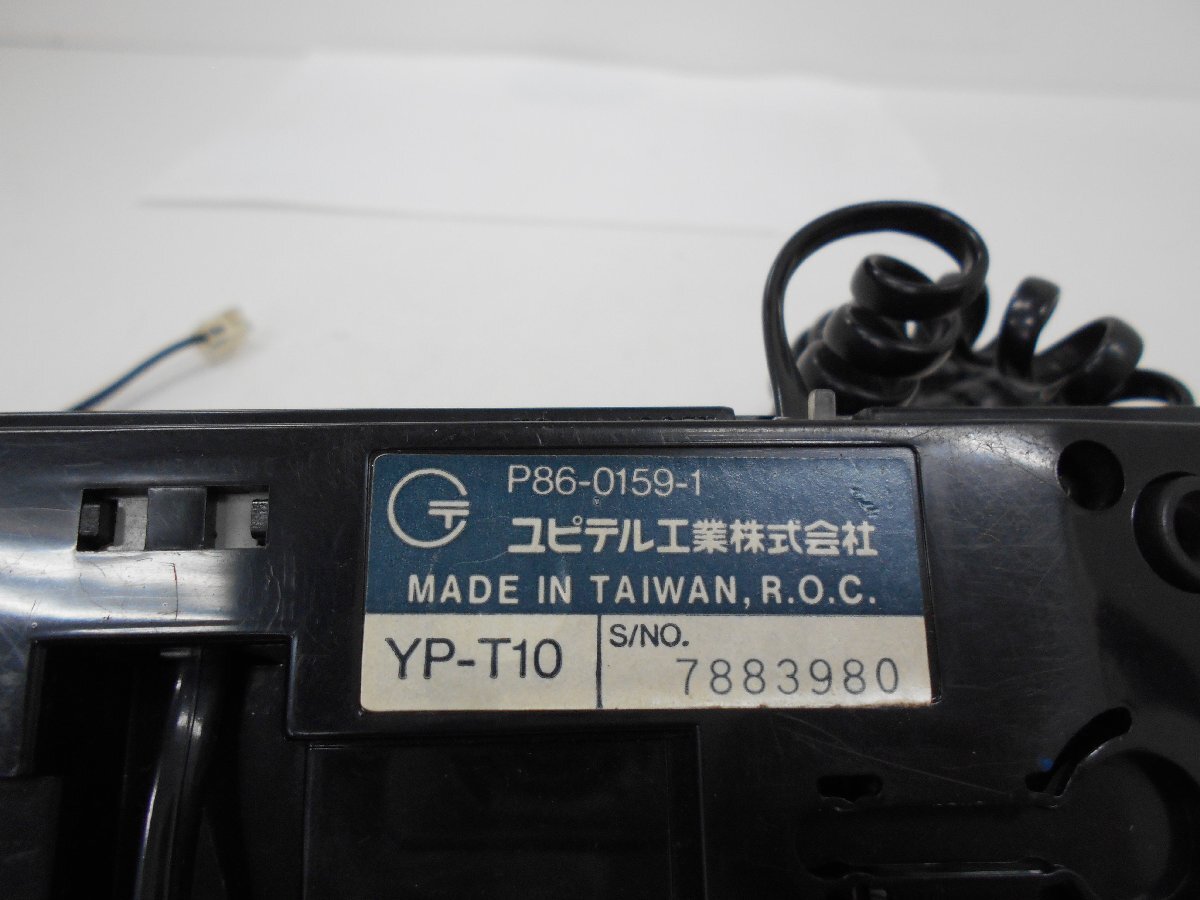 P86-0159-1
ユピテル工業株式会社
MADE IN TAIWAN, R.O.C.
YP-T10
S/NO.
7883980